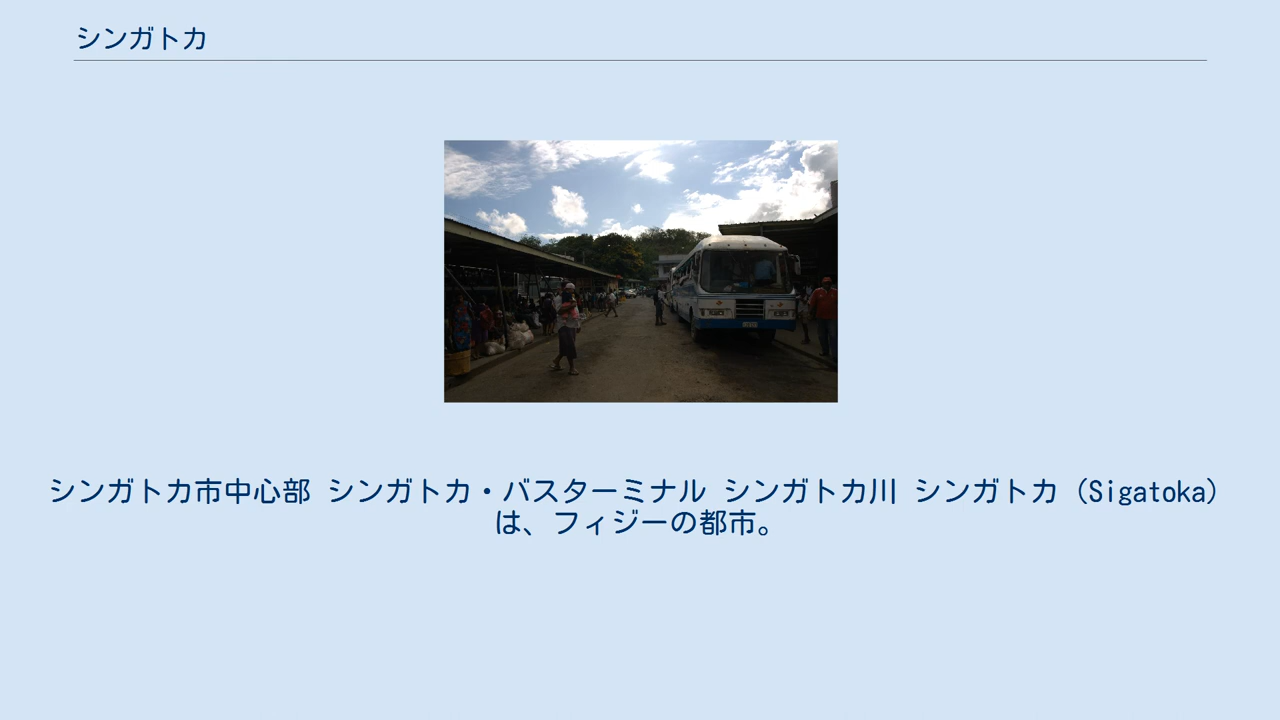 シンガトカ
シンガトカ市中心部 シンガトカ・バスターミナル シンガトカ川 シンガトカ (Sigatoka)
は、フィジーの都市。